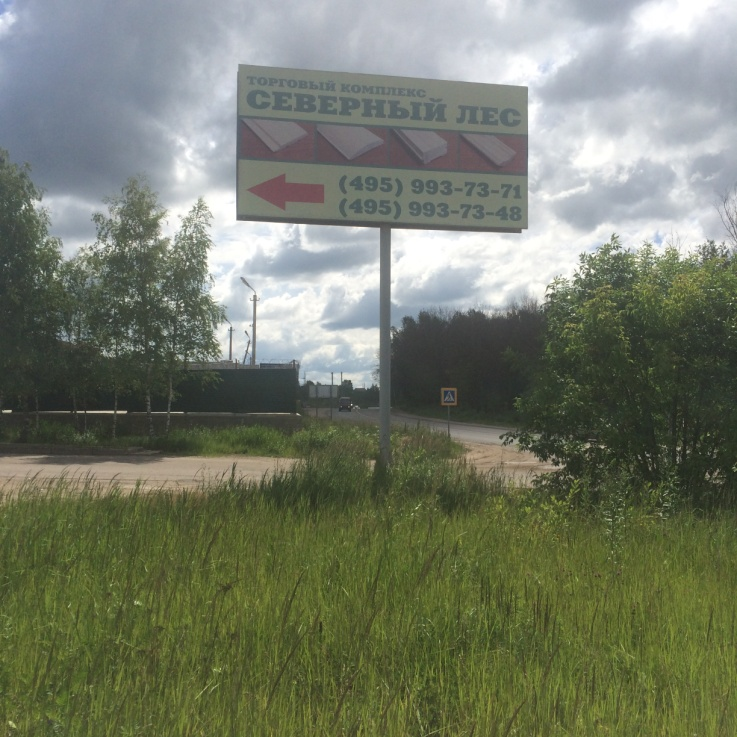 ТОРГОВЫЙ КОМПЛЕКС
СЕВЕРНЫЙ ЛЕС
(495) 993-73-71
(495) 993-73-48